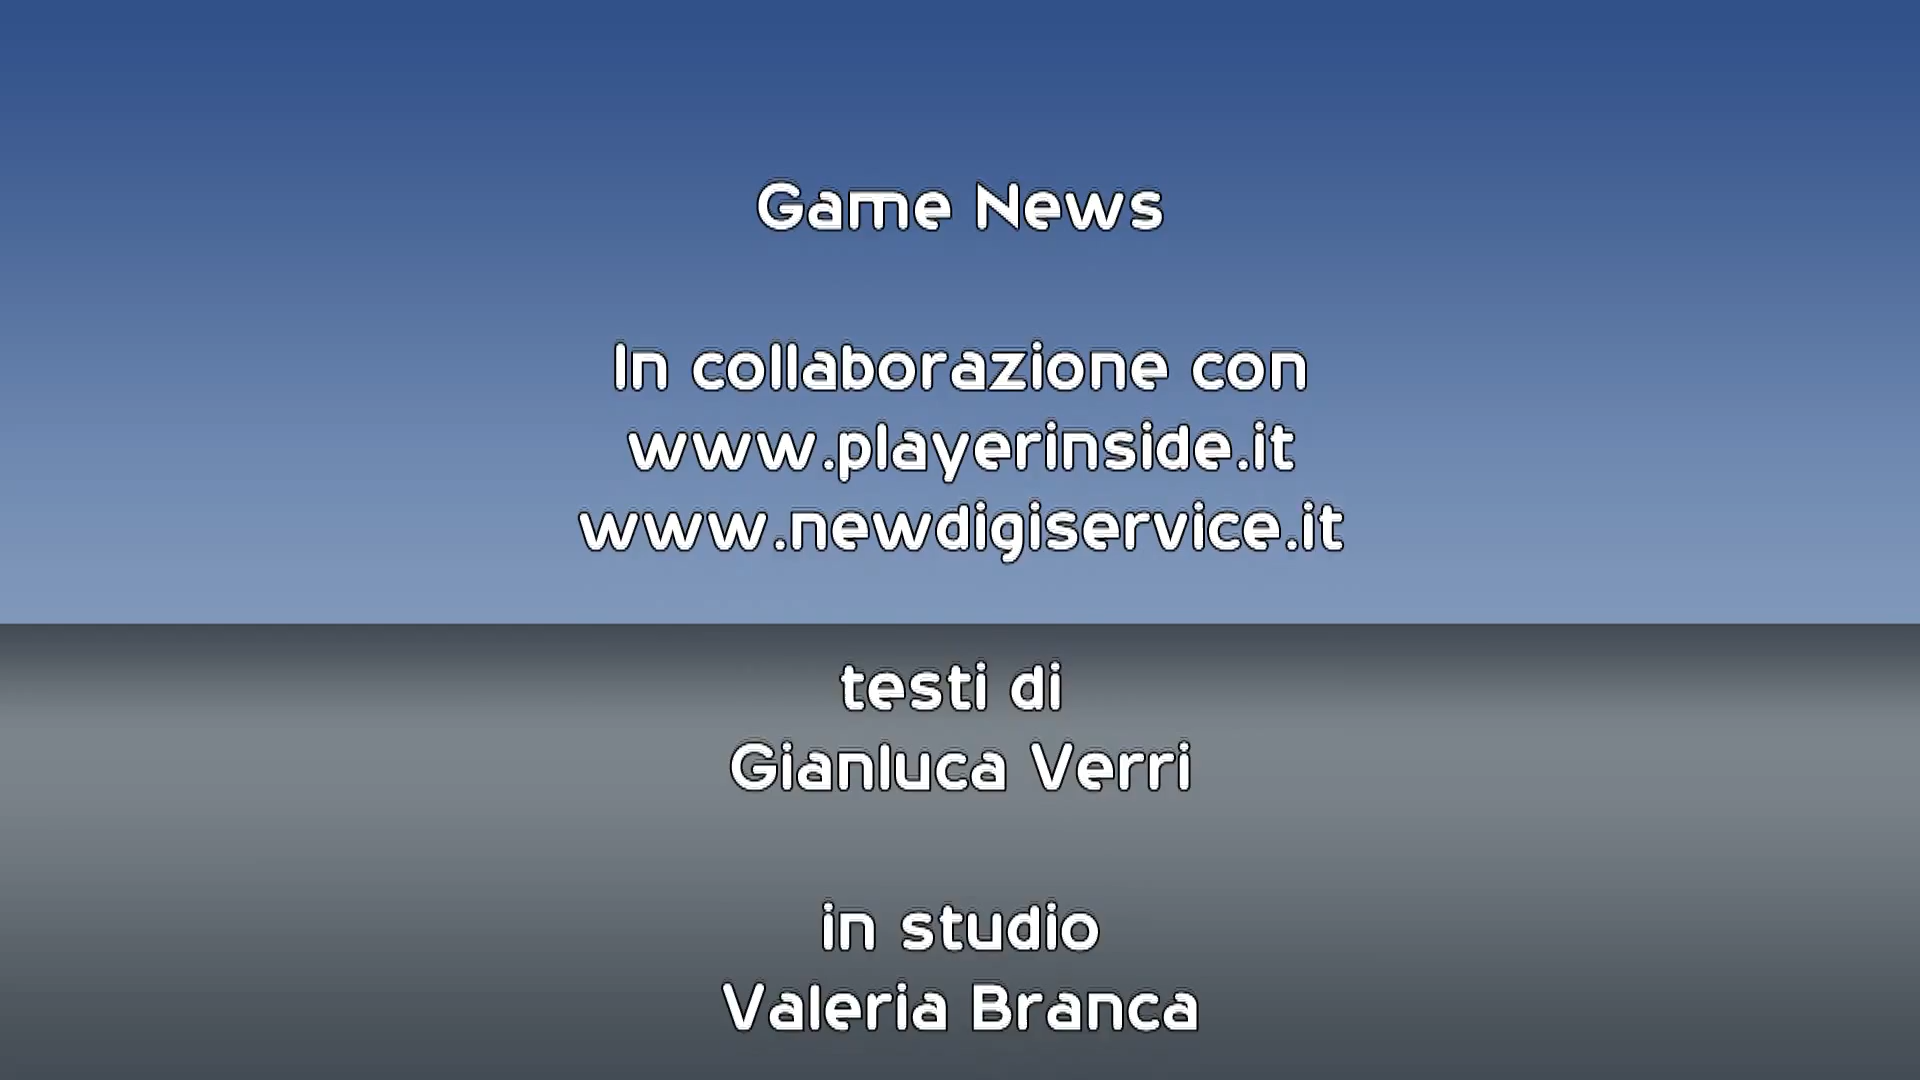 Game News
In collaborazione con
www.playerinside.it
www.newdigiservice.it
testi di
Gianluca Verri
in studio
Valeria Branca